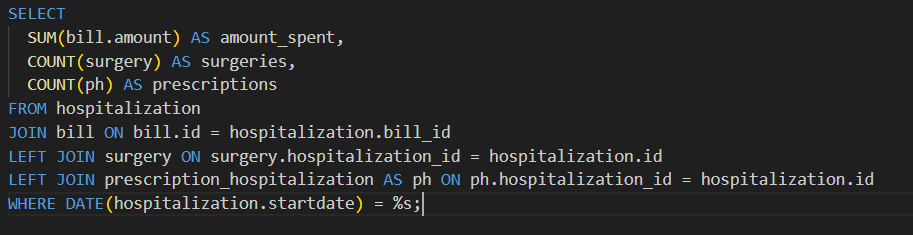 SELECT
  SUM(bill.amount) AS amount_spent,
  COUNT(surgery) AS surgeries,
  COUNT(ph) AS prescriptions
FROM hospitalization
JOIN bill ON bill.id = hospitalization.bill_id
LEFT JOIN surgery ON surgery.hospitalization_id = hospitalization.id
LEFT JOIN prescription_hospitalization AS ph ON ph.hospitalization_id = hospitalization.id
WHERE DATE(hospitalization.startdate) = %s;